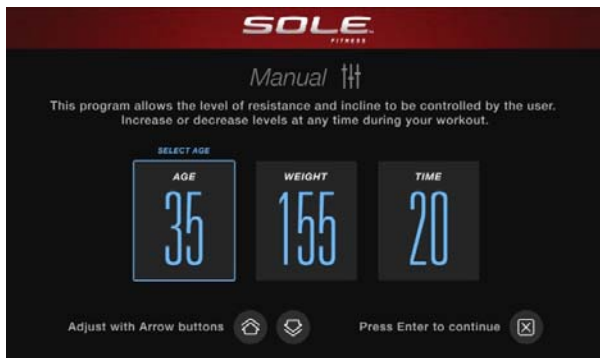 SOLE
FITNESS
Manual
This program allows the level of resistance and incline to be controlled by the user.
Increase or decrease levels at any time during your workout.
SELECT AGE
AGE WEIGHT TIME
35 155 20
Adjust with Arrow buttons Press Enter to continue